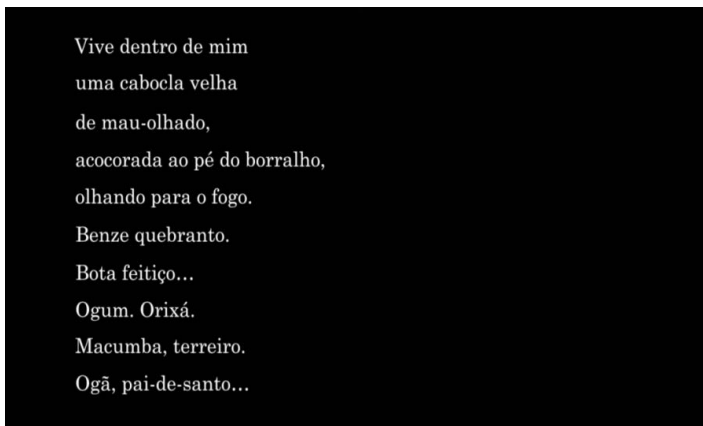 Vive dentro de mim
uma cabocla velha
de mau-olhado,
acocorada ao pé do borralho,
olhando para o fogo.
Benze quebranto.
Bota feitiço...
Ogum. Orixá.
Macumba, terreiro.
Ogã, pai-de-santo...